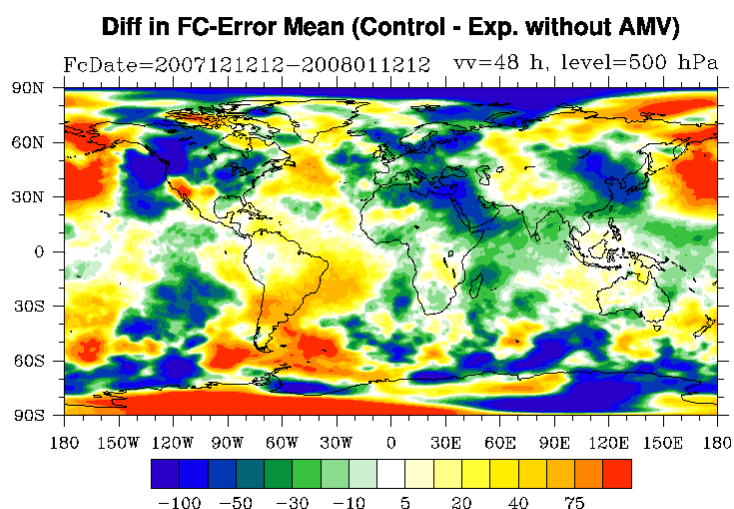 Diff in FC-Error Mean (Control - Exp. without AMV)
FcDate=2007121212-2008011212 vv=48 h, level=500 hPa
90N
60N
30N
0
30S
60S
90S
180 150W 120W 90W 60W 30W 0 30E 60E 90E 120E 150E 180
-100 -50 -30 -10 5 20 40 75